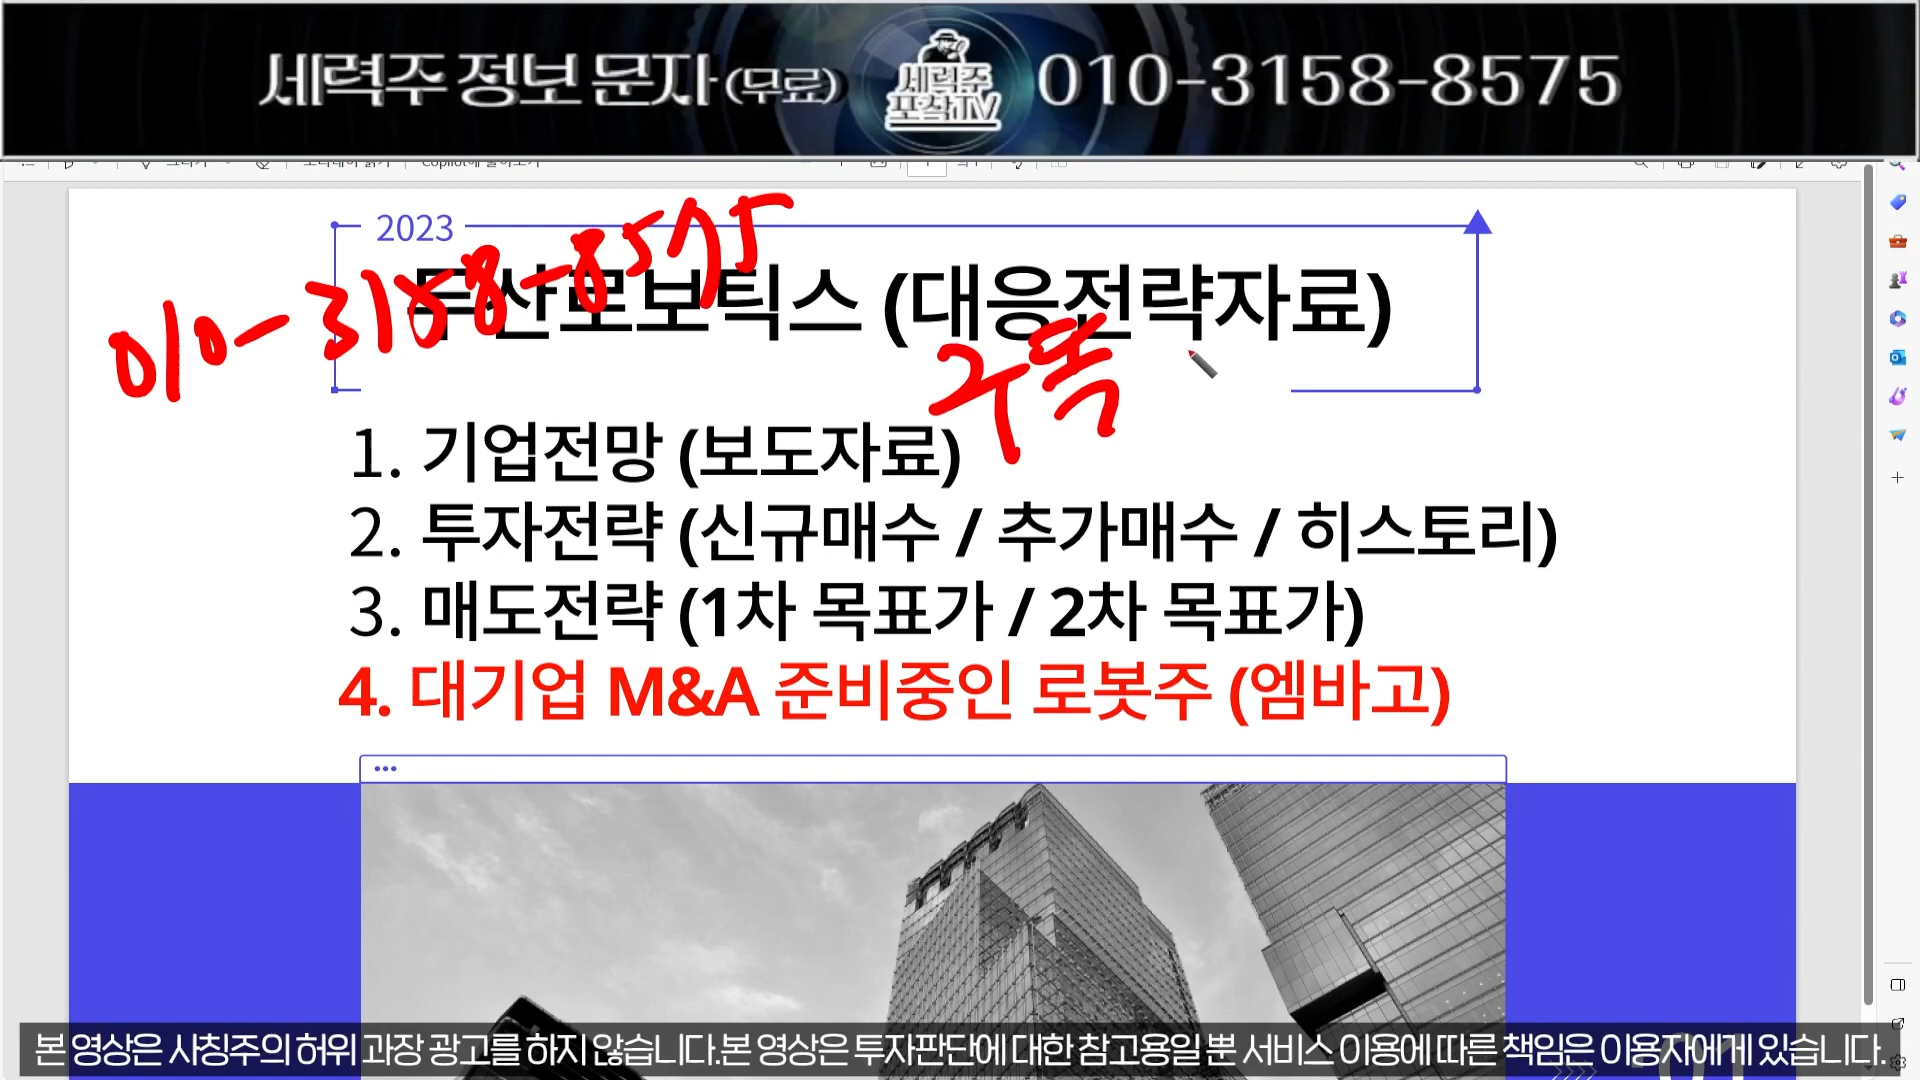 세력주 정보 문자 (무료) 세력주 포착TV 010-3158-8575
2023
010-3158-8575
두산로보틱스 (대응전략자료)
구독
1. 기업전망 (보도자료)
2. 투자전략 (신규매수 / 추가매수 / 히스토리)
3. 매도전략 (1차 목표가 / 2차 목표가)
4. 대기업 M&A 준비중인 로봇주 (엠바고)
본 영상은 사칭주의 허위 과장 광고를 하지 않습니다.본 영상은 투자판단에 대한 참고용일 뿐 서비스 이용에 따른 책임은 이용자에게 있습니다.